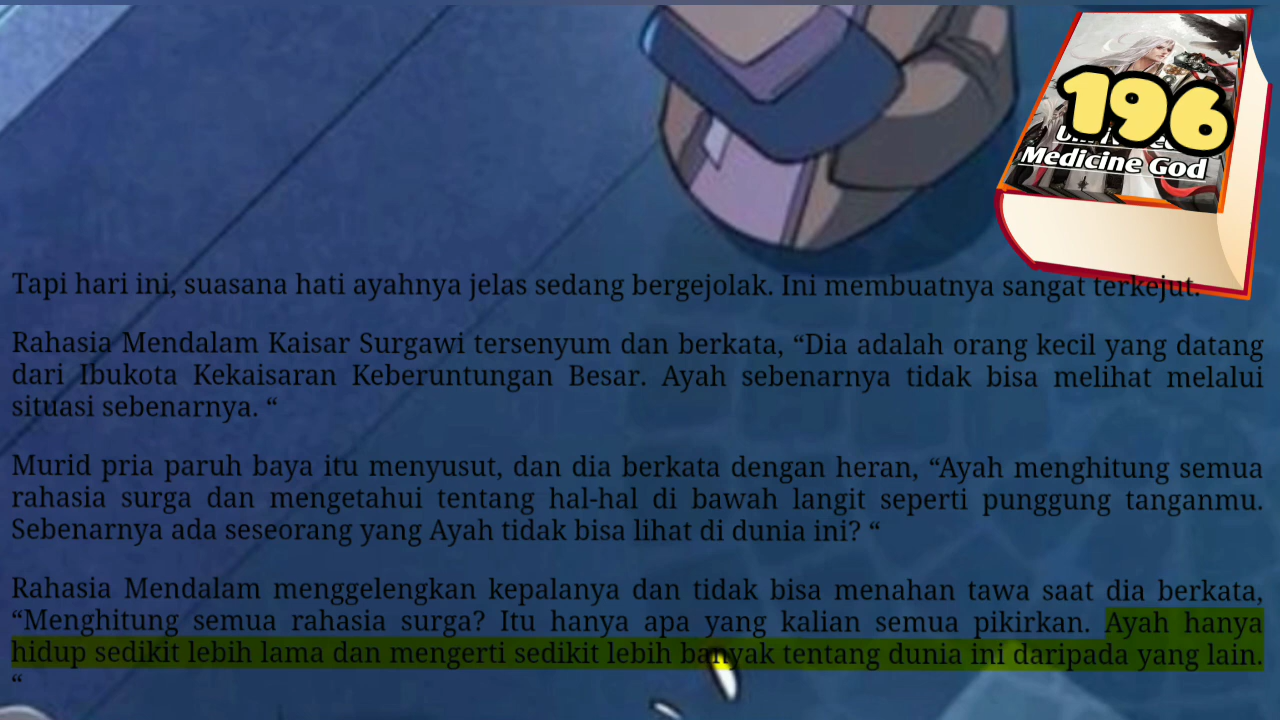 196
Medicine God
Tapi hari ini, suasana hati ayahnya jelas sedang bergejolak. Ini membuatnya sangat terkejut.
Rahasia Mendalam Kaisar Surgawi tersenyum dan berkata, “Dia adalah orang kecil yang datang
dari Ibukota Kekaisaran Keberuntungan Besar. Ayah sebenarnya tidak bisa melihat melalui
situasi sebenarnya. “
Murid pria paruh baya itu menyusut, dan dia berkata dengan heran, “Ayah menghitung semua
rahasia surga dan mengetahui tentang hal-hal di bawah langit seperti punggung tanganmu.
Sebenarnya ada seseorang yang Ayah tidak bisa lihat di dunia ini? “
Rahasia Mendalam menggelengkan kepalanya dan tidak bisa menahan tawa saat dia berkata,
“Menghitung semua rahasia surga? Itu hanya apa yang kalian semua pikirkan. Ayah hanya
hidup sedikit lebih lama dan mengerti sedikit lebih banyak tentang dunia ini daripada yang lain.
“